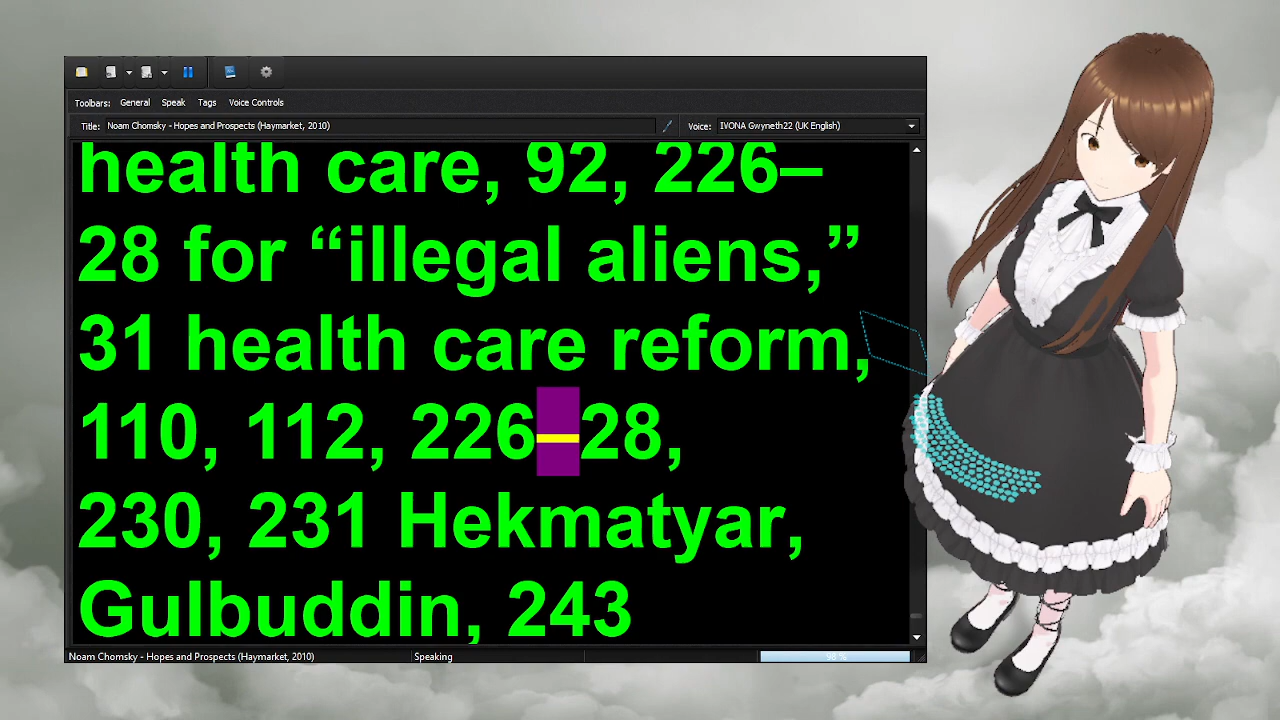 Toolbars: General Speak Tags Voice Controls
Title: Noam Chomsky - Hopes and Prospects (Haymarket, 2010) Voice: IVONA Gwyneth22 (UK English)
health care, 92, 226–
28 for “illegal aliens,”
31 health care reform,
110, 112, 226–28,
230, 231 Hekmatyar,
Gulbuddin, 243
Noam Chomsky - Hopes and Prospects (Haymarket, 2010) Speaking 98 %